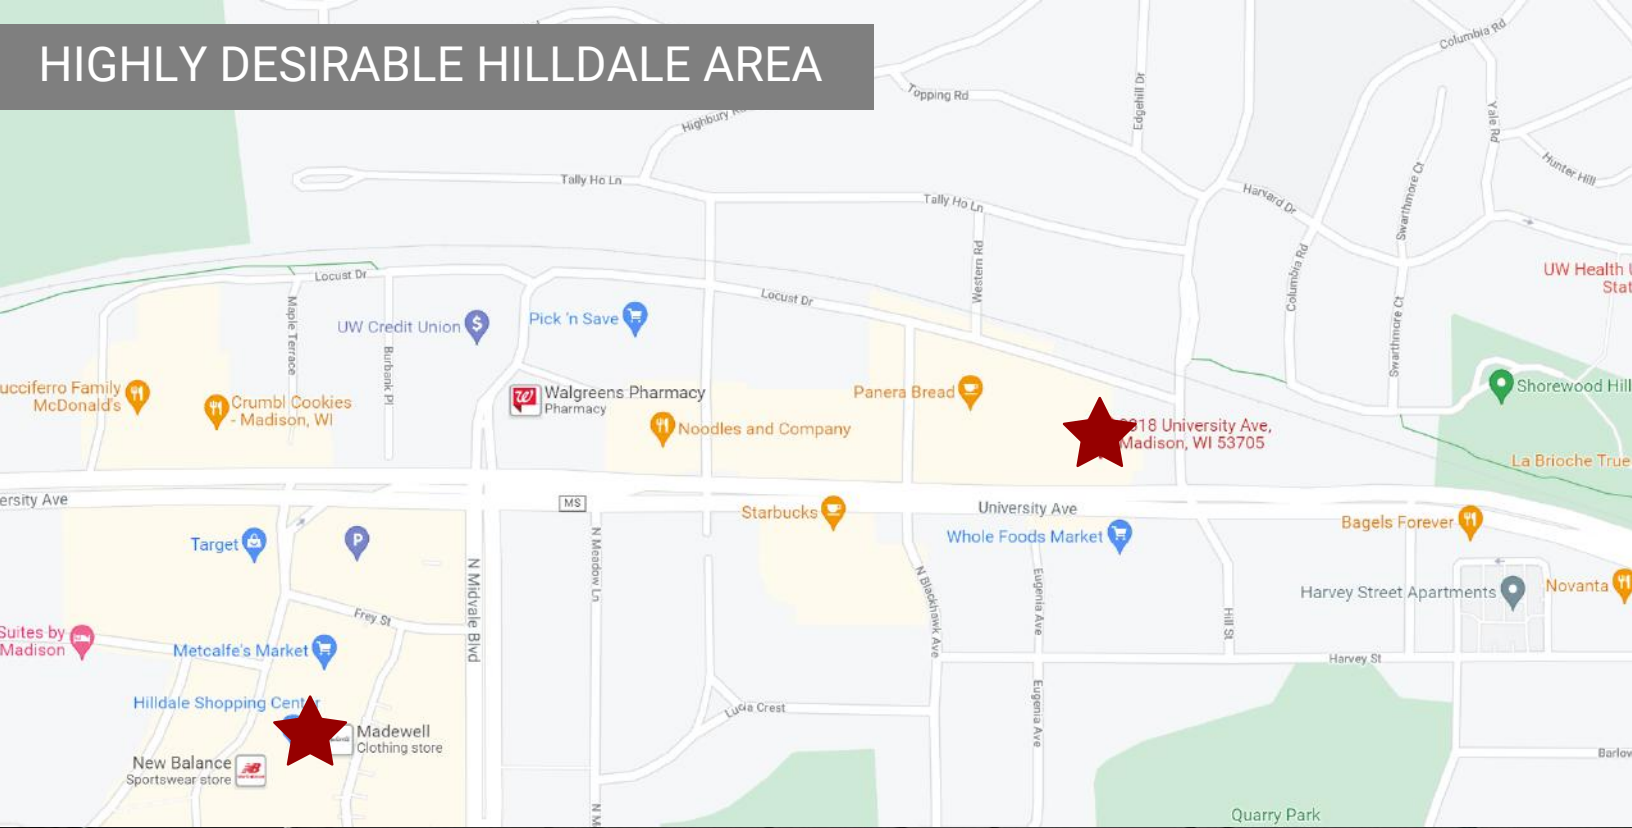 HIGHLY DESIRABLE HILLDALE AREA
Columbia Rd
Topping Rd
Edgehill Dr
Highbury
Yale Rd
Hunter Hill
Tally Ho Ln
Tally Ho Ln
Harvard Dr
Swarthmore Ct
Western Rd
Columbia Rd
UW Health
Stat
Locust Dr
Locust Dr
Maple Terrace
Burbank Pl
UW Credit Union
Pick 'n Save
Swarthmore Ct
ucciferro Family
McDonald's
Crumbl Cookies
- Madison, WI
Walgreens Pharmacy
Pharmacy
Panera Bread
Shorewood Hill
Noodles and Company
18 University Ave,
Madison, WI 53705
La Brioche True
ersity Ave
MS
University Ave
Starbucks
Bagels Forever
Target
P
Whole Foods Market
N Meadow Ln
N Midvale Blvd
N Blackhawk Ave
Eugenia Ave
Hill St
Harvey Street Apartments
Novanta
Frey St
Suites by
Madison
Metcalfe's Market
Harvey St
Hilldale Shopping Cent
r
Lucia Crest
Eugenia Ave
Madewell
Clothing store
New Balance
Sportswear store
Barlow
N M
Quarry Park